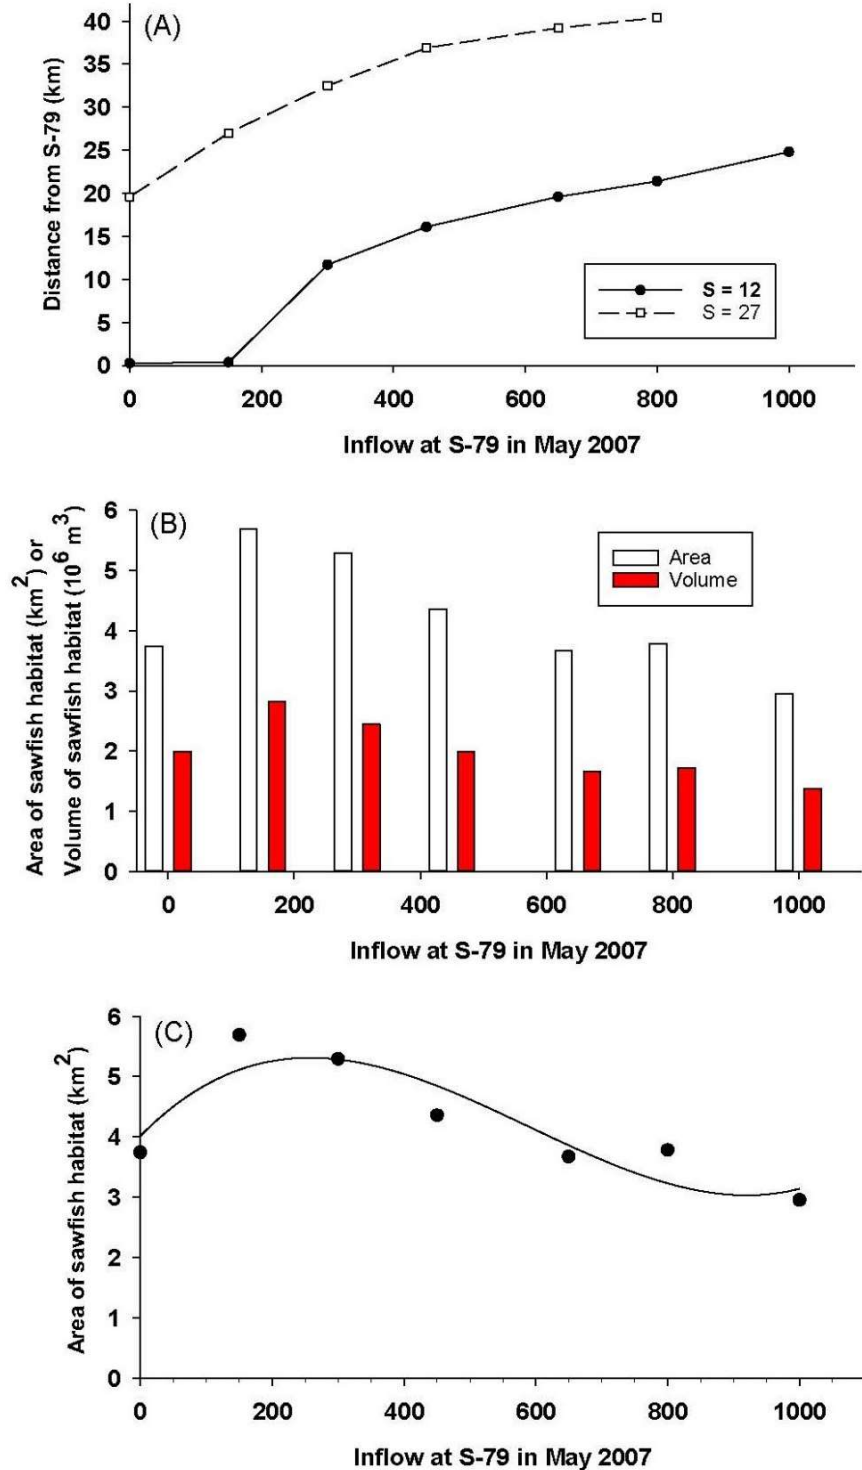 (A)
Distance from S-79 (km)
40
35
30
25
20
15
10
5
0
S = 12
S = 27
0 200 400 600 800 1000
Inflow at S-79 in May 2007
(B)
Area of sawfish habitat (km²) or
Volume of sawfish habitat (10⁶ m³)
6
5
4
3
2
1
0
Area
Volume
0 200 400 600 800 1000
Inflow at S-79 in May 2007
(C)
Area of sawfish habitat (km²)
6
5
4
3
2
1
0
0 200 400 600 800 1000
Inflow at S-79 in May 2007